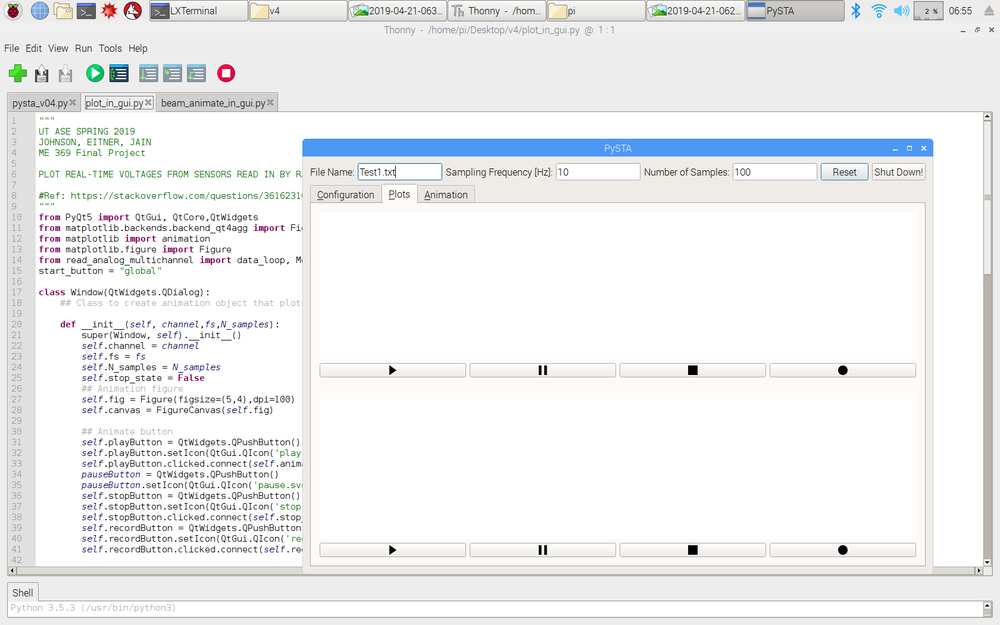 LXTerminal
v4
2019-04-21-063...
Thonny - /hom...
pi
2019-04-21-062...
PySTA
2 %
06:55
Thonny - /home/pi/Desktop/v4/plot_in_gui.py @ 1 : 1
File Edit View Run Tools Help
pysta_v04.py
plot_in_gui.py
beam_animate_in_gui.py
1 """
2 UT ASE SPRING 2019
3 JOHNSON, EITNER, JAIN
4 ME 369 Final Project
5
6 PLOT REAL-TIME VOLTAGES FROM SENSORS READ IN BY
7
8 #Ref: https://stackoverflow.com/questions/3616231
9 """
10 from PyQt5 import QtGui, QtCore,QtWidgets
11 from matplotlib.backends.backend_qt4agg import
12 from matplotlib import animation
13 from matplotlib.figure import Figure
14 from read_analog_multichannel import data_loop,
15 start_button = "global"
16
17 class Window(QtWidgets.QDialog):
18 ## Class to create animation object that plots
19
20 def __init__(self, channel,fs,N_samples):
21 super(Window, self).__init__()
22 self.channel = channel
23 self.fs = fs
24 self.N_samples = N_samples
25 self.stop_state = False
26 ## Animation figure
27 self.fig = Figure(figsize=(5,4),dpi=100)
28 self.canvas = FigureCanvas(self.fig)
29
30 ## Animate button
31 self.playButton = QtWidgets.QPushButton()
32 self.playButton.setIcon(QtGui.QIcon('play
33 self.playButton.clicked.connect(self.anim
34 pauseButton = QtWidgets.QPushButton()
35 pauseButton.setIcon(QtGui.QIcon('pause.sv
36 self.stopButton = QtWidgets.QPushButton()
37 self.stopButton.setIcon(QtGui.QIcon('stop
38 self.stopButton.clicked.connect(self.stop
39 self.recordButton = QtWidgets.QPushButton
40 self.recordButton.setIcon(QtGui.QIcon('re
41 self.recordButton.clicked.connect(self.re
42
PySTA
File Name: Test1.txt Sampling Frequency [Hz]: 10 Number of Samples: 100 Reset Shut Down!
Configuration Plots Animation
Shell
Python 3.5.3 (/usr/bin/python3)